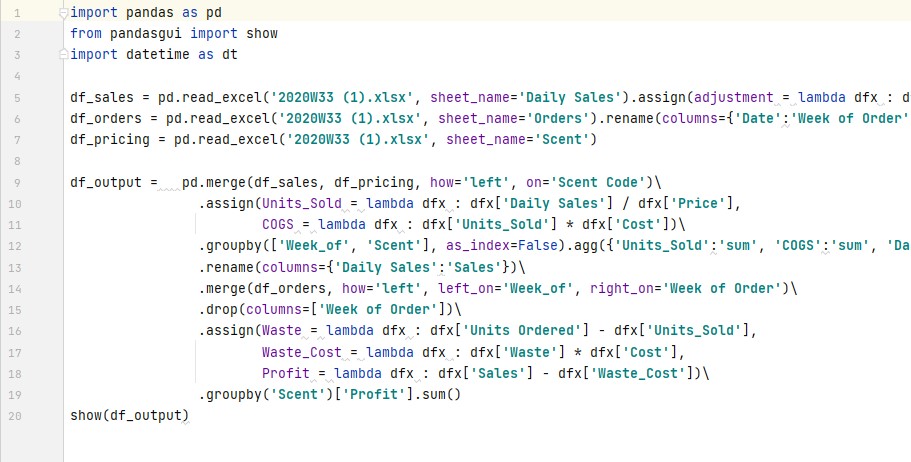 1 import pandas as pd
2 from pandasgui import show
3 import datetime as dt
4
5 df_sales = pd.read_excel('2020W33 (1).xlsx', sheet_name='Daily Sales').assign(adjustment = lambda dfx : d
6 df_orders = pd.read_excel('2020W33 (1).xlsx', sheet_name='Orders').rename(columns={'Date':'Week of Order'
7 df_pricing = pd.read_excel('2020W33 (1).xlsx', sheet_name='Scent')
8
9 df_output =   pd.merge(df_sales, df_pricing, how='left', on='Scent Code')\
10                 .assign(Units_Sold = lambda dfx : dfx['Daily Sales'] / dfx['Price'],
11                         COGS = lambda dfx : dfx['Units_Sold'] * dfx['Cost'])\
12                 .groupby(['Week_of', 'Scent'], as_index=False).agg({'Units_Sold':'sum', 'COGS':'sum', 'Da
13                 .rename(columns={'Daily Sales':'Sales'})\
14                 .merge(df_orders, how='left', left_on='Week_of', right_on='Week of Order')\
15                 .drop(columns=['Week of Order'])\
16                 .assign(Waste = lambda dfx : dfx['Units Ordered'] - dfx['Units_Sold'],
17                         Waste_Cost = lambda dfx : dfx['Waste'] * dfx['Cost'],
18                         Profit = lambda dfx : dfx['Sales'] - dfx['Waste_Cost'])\
19                 .groupby('Scent')['Profit'].sum()
20 show(df_output)